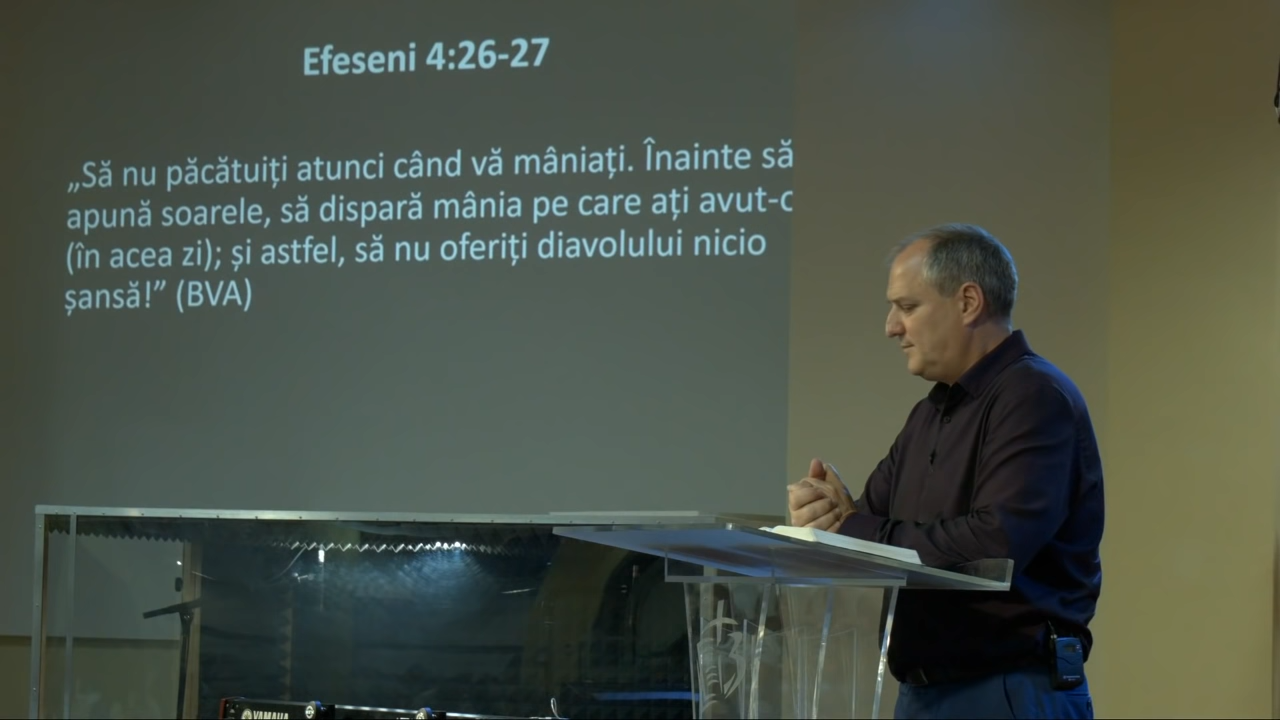 Efeseni 4:26-27
„Să nu păcătuiți atunci când vă mâniați. Înainte să
apună soarele, să dispară mânia pe care ați avut-o
(în acea zi); și astfel, să nu oferiți diavolului nicio
șansă!” (BVA)
YAMAHA